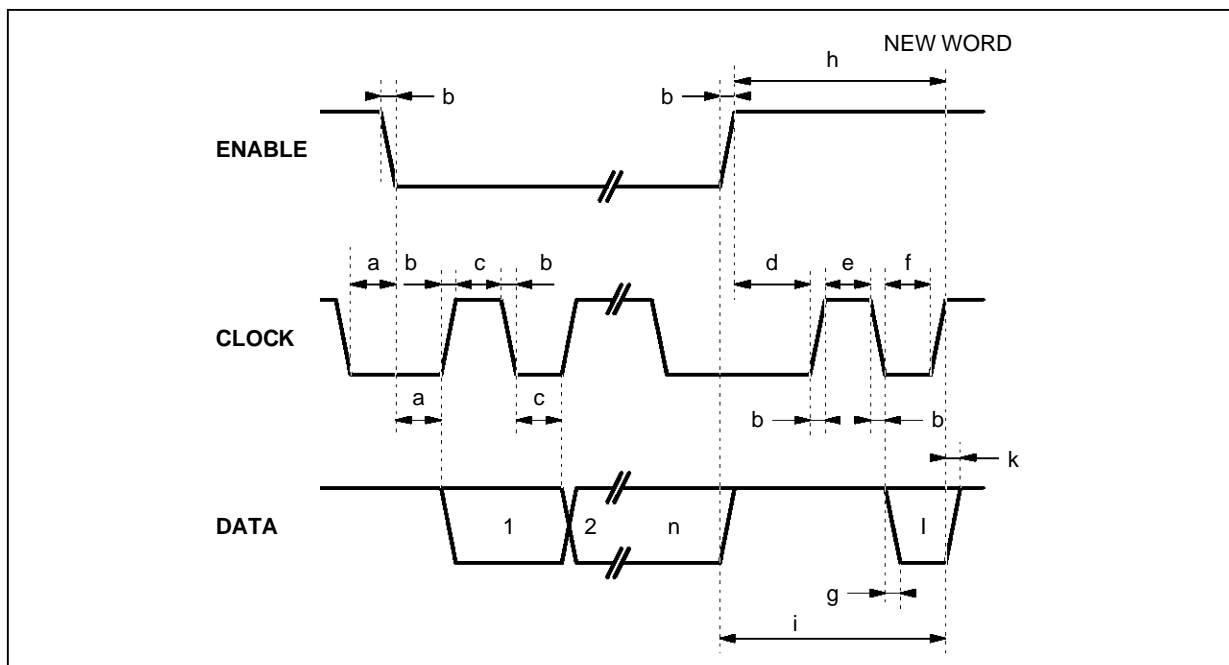 NEW WORD
h
b b
ENABLE
a b c b d e f
CLOCK
a c b b
k
DATA 1 2 n I
g
i